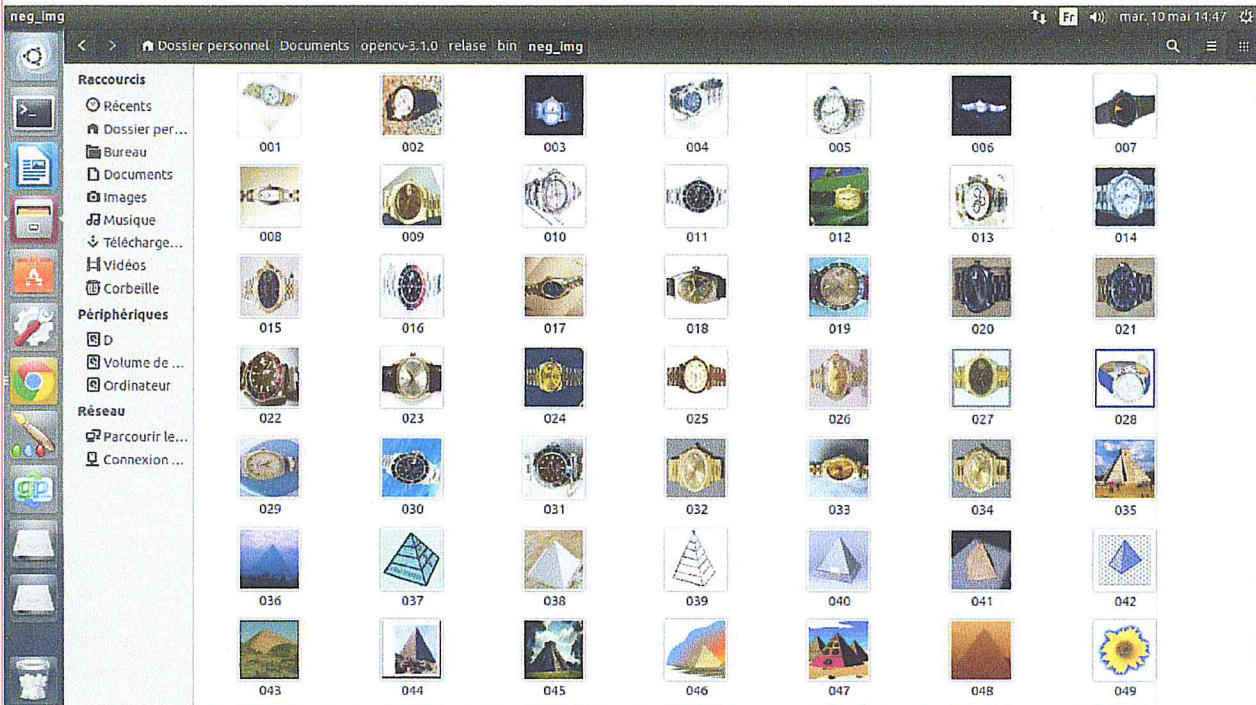 neg_img
Fr mar. 10 mai 14:47
< > Dossier personnel Documents opencv-3.1.0 relase bin neg_img
Raccourcis
Récents
Dossier per...
Bureau
Documents
Images
Musique
Télécharge...
Vidéos
Corbeille
Périphériques
D
Volume de ...
Ordinateur
Réseau
Parcourir le...
Connexion ...
001 002 003 004 005 006 007
008 009 010 011 012 013 014
015 016 017 018 019 020 021
022 023 024 025 026 027 028
029 030 031 032 033 034 035
036 037 038 039 040 041 042
043 044 045 046 047 048 049